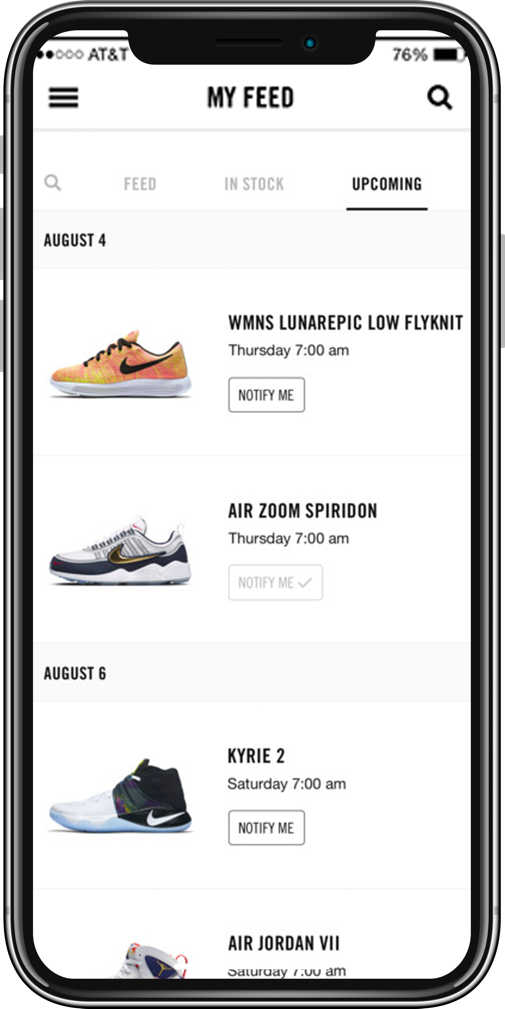 AT&T 76%
MY FEED
FEED IN STOCK UPCOMING
AUGUST 4
WMNS LUNAREPIC LOW FLYKNIT
Thursday 7:00 am
NOTIFY ME
AIR ZOOM SPIRIDON
Thursday 7:00 am
NOTIFY ME ✓
AUGUST 6
KYRIE 2
Saturday 7:00 am
NOTIFY ME
AIR JORDAN VII
Saturday 7:00 am